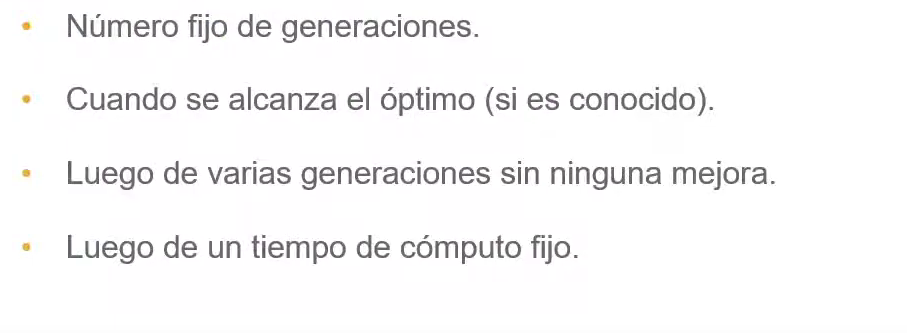 • Número fijo de generaciones.
• Cuando se alcanza el óptimo (si es conocido).
• Luego de varias generaciones sin ninguna mejora.
• Luego de un tiempo de cómputo fijo.